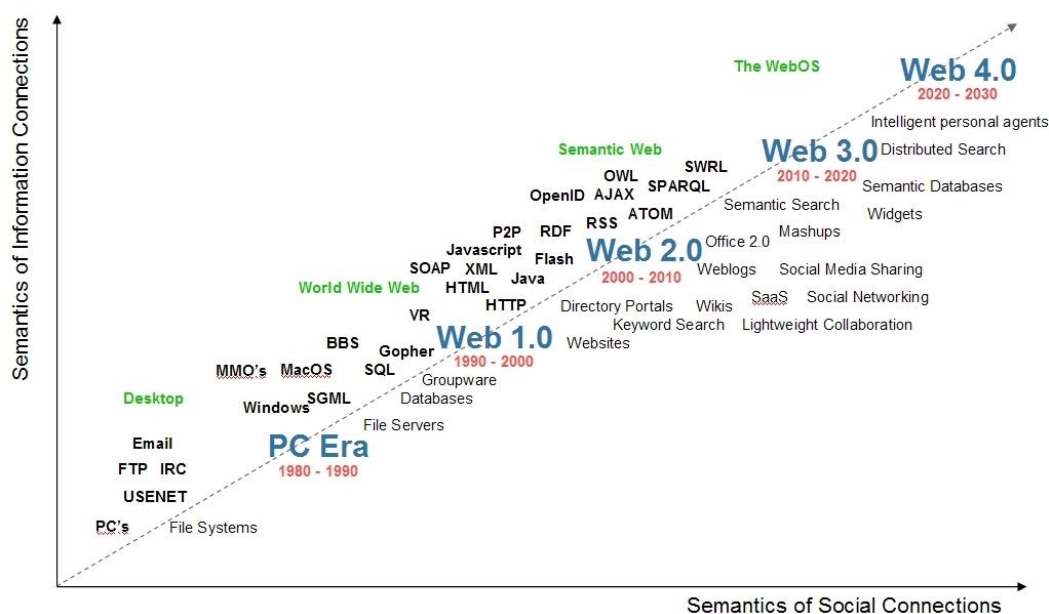 Semantics of Information Connections
The WebOS
Web 4.0
2020 - 2030
Intelligent personal agents
Semantic Web
Web 3.0
Distributed Search
2010 - 2020
SWRL
OWL
SPARQL
OpenID
AJAX
Semantic Databases
Semantic Search
Widgets
ATOM
RSS
P2P
RDF
Mashups
Office 2.0
Javascript
Web 2.0
Flash
2000 - 2010
SOAP
XML
Weblogs
Social Media Sharing
Java
World Wide Web
HTML
HTTP
Directory Portals
Wikis
SaaS
Social Networking
VR
Keyword Search
Lightweight Collaboration
Web 1.0
Websites
BBS
Gopher
1990 - 2000
MMO's
MacOS
SQL
Groupware
Desktop
SGML
Databases
Windows
File Servers
Email
PC Era
1980 - 1990
FTP
IRC
USENET
PC's
File Systems
Semantics of Social Connections